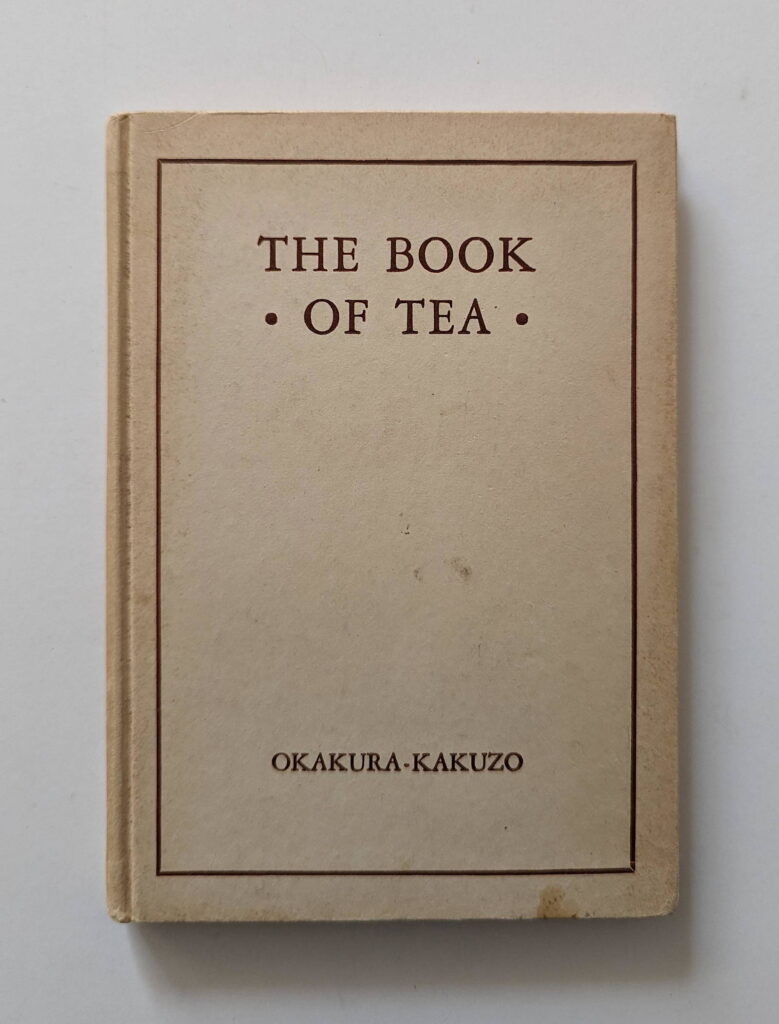 THE BOOK
• OF TEA •
OKAKURA-KAKUZO